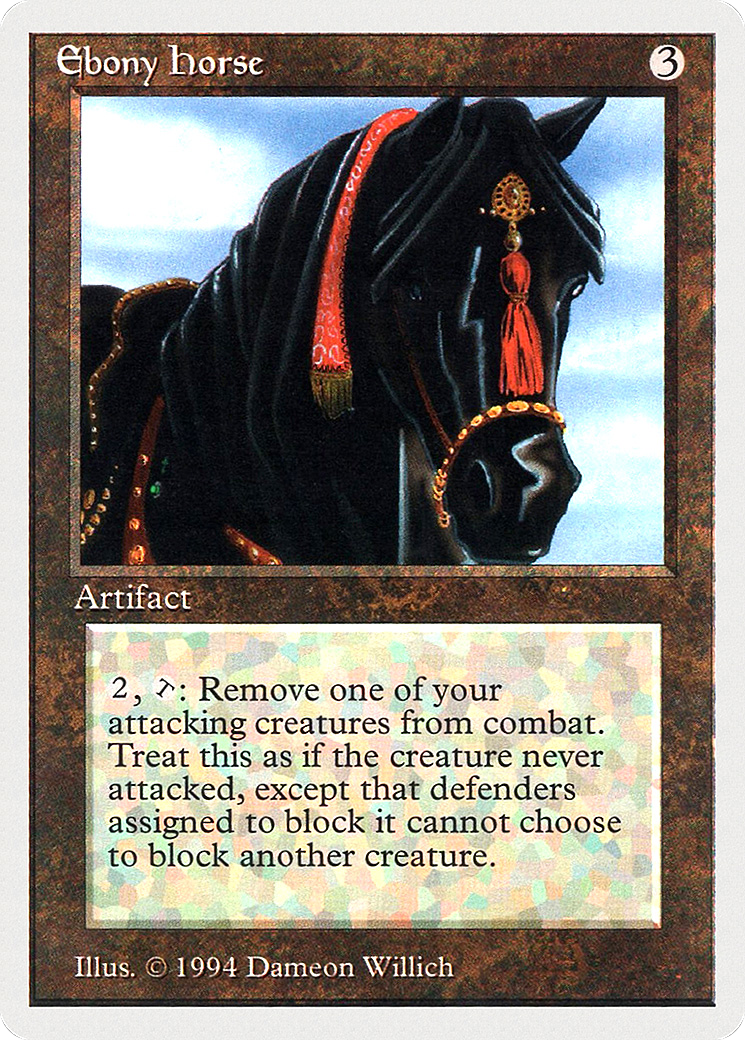 Ebony Horse
3
Artifact
2, T: Remove one of your
attacking creatures from combat.
Treat this as if the creature never
attacked, except that defenders
assigned to block it cannot choose
to block another creature.
Illus. © 1994 Dameon Willich